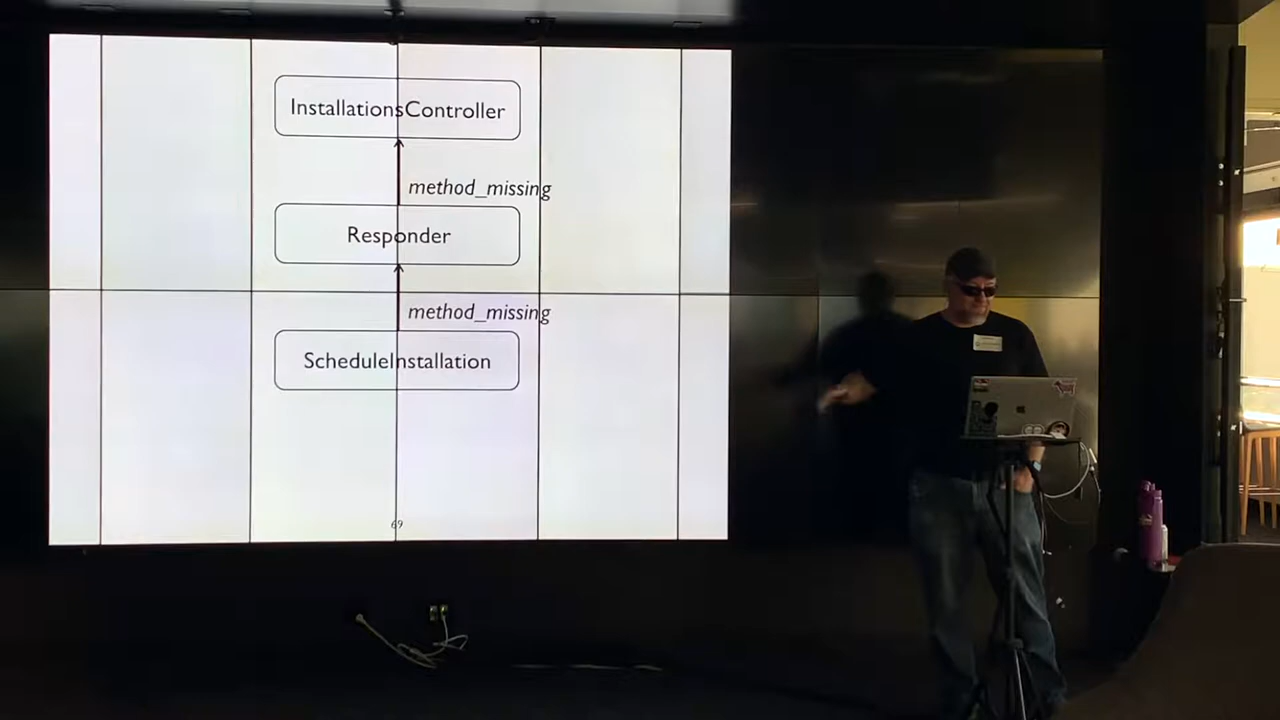 InstallationsController
method_missing
Responder
method_missing
ScheduleInstallation
69